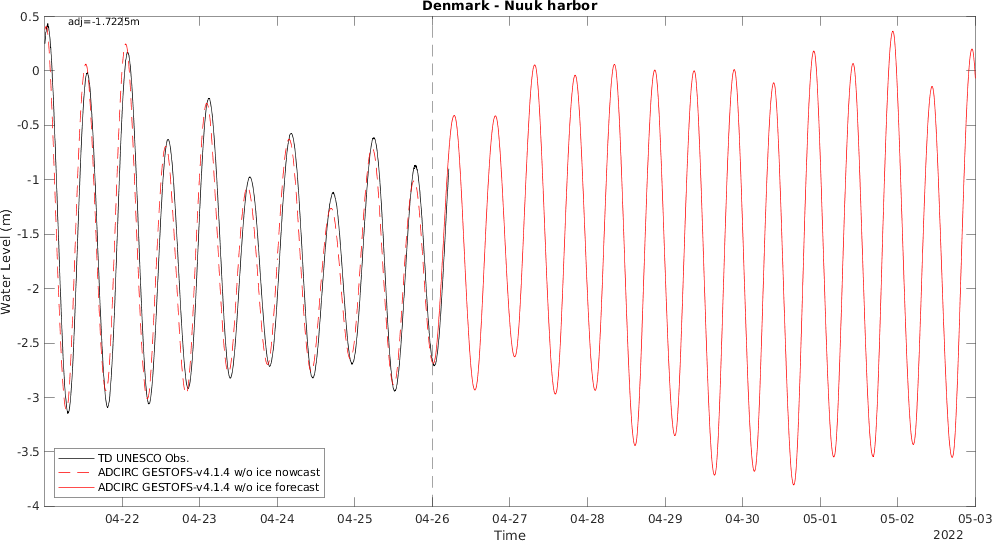 Denmark - Nuuk harbor
adj=-1.7225m
0.5
0
-0.5
-1
-1.5
-2
-2.5
-3
-3.5
-4
Water Level (m)
TD UNESCO Obs.
ADCIRC GESTOFS-v4.1.4 w/o ice nowcast
ADCIRC GESTOFS-v4.1.4 w/o ice forecast
04-22 04-23 04-24 04-25 04-26 04-27 04-28 04-29 04-30 05-01 05-02 05-03
Time
2022